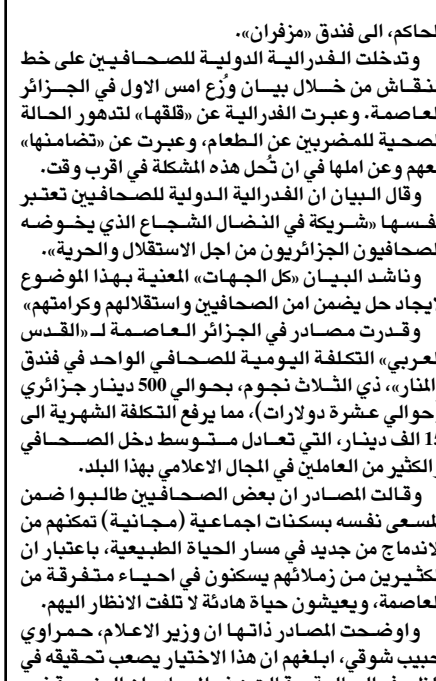 الحاكم، الى فندق «مزفران».
وتدخلت الفدرالية الدولية للصحافيين على خط
النقاش من خلال بيان وُزع امس الاول في الجزائر
العاصمة. وعبرت الفدرالية عن «قلقها» لتدهور الحالة
الصحية للمضربين عن الطعام، وعبرت عن «تضامنها»
معهم وعن املها في ان تُحل هذه المشكلة في اقرب وقت.
وقال البيان ان الفدرالية الدولية للصحافيين تعتبر
نفسها «شريكة في النضال الشجاع الذي يخوضه
الصحافيون الجزائريون من اجل الاستقلال والحرية».
وناشد البيان «كل الجهات» المعنية بهذا الموضوع
لايجاد حل يضمن امن الصحافيين واستقلالهم وكرامتهم»
وقدرت مصادر في الجزائر العاصمة لـ «القدس
العربي» التكلفة اليومية للصحافي الواحد في فندق
«المنار»، ذي الثلاث نجوم، بحوالي 500 دينار جزائري
(حوالي عشرة دولارات)، مما يرفع التكلفة الشهرية الى
15 الف دينار، التي تعادل متوسط دخل الصحافي
والكثير من العاملين في المجال الاعلامي بهذا البلد.
وقالت المصادر ان بعض الصحافيين طالبوا ضمن
المسعى نفسه بسكنات اجماعية (مجانية) تمكنهم من
الاندماج من جديد في مسار الحياة الطبيعية، باعتبار ان
الكثيرين من زملائهم يسكنون في احياء متفرقة من
العاصمة، ويعيشون حياة هادئة لا تلفت الانظار اليهم.
واوضحت المصادر ذاتها ان وزير الاعلام، حمراوي
حبيب شوقي، ابلغهم ان هذا الاختيار يصعب تحقيقه في